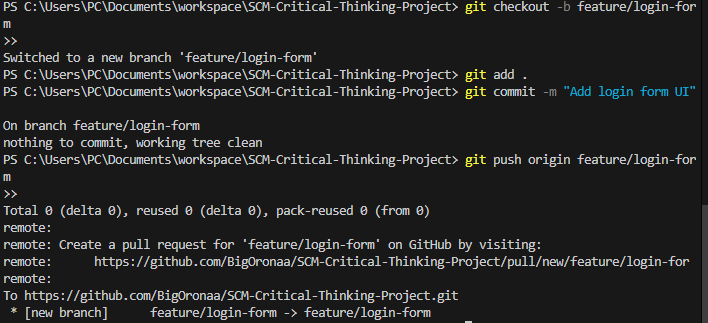 PS C:\Users\PC\Documents\workspace\SCM-Critical-Thinking-Project> git checkout -b feature/login-for
m
>>
Switched to a new branch 'feature/login-form'
PS C:\Users\PC\Documents\workspace\SCM-Critical-Thinking-Project> git add .
PS C:\Users\PC\Documents\workspace\SCM-Critical-Thinking-Project> git commit -m "Add login form UI"
On branch feature/login-form
nothing to commit, working tree clean
PS C:\Users\PC\Documents\workspace\SCM-Critical-Thinking-Project> git push origin feature/login-for
m
>>
Total 0 (delta 0), reused 0 (delta 0), pack-reused 0 (from 0)
remote:
remote: Create a pull request for 'feature/login-form' on GitHub by visiting:
remote:      https://github.com/BigOronaa/SCM-Critical-Thinking-Project/pull/new/feature/login-for
remote:
To https://github.com/BigOronaa/SCM-Critical-Thinking-Project.git
 * [new branch]      feature/login-form -> feature/login-form